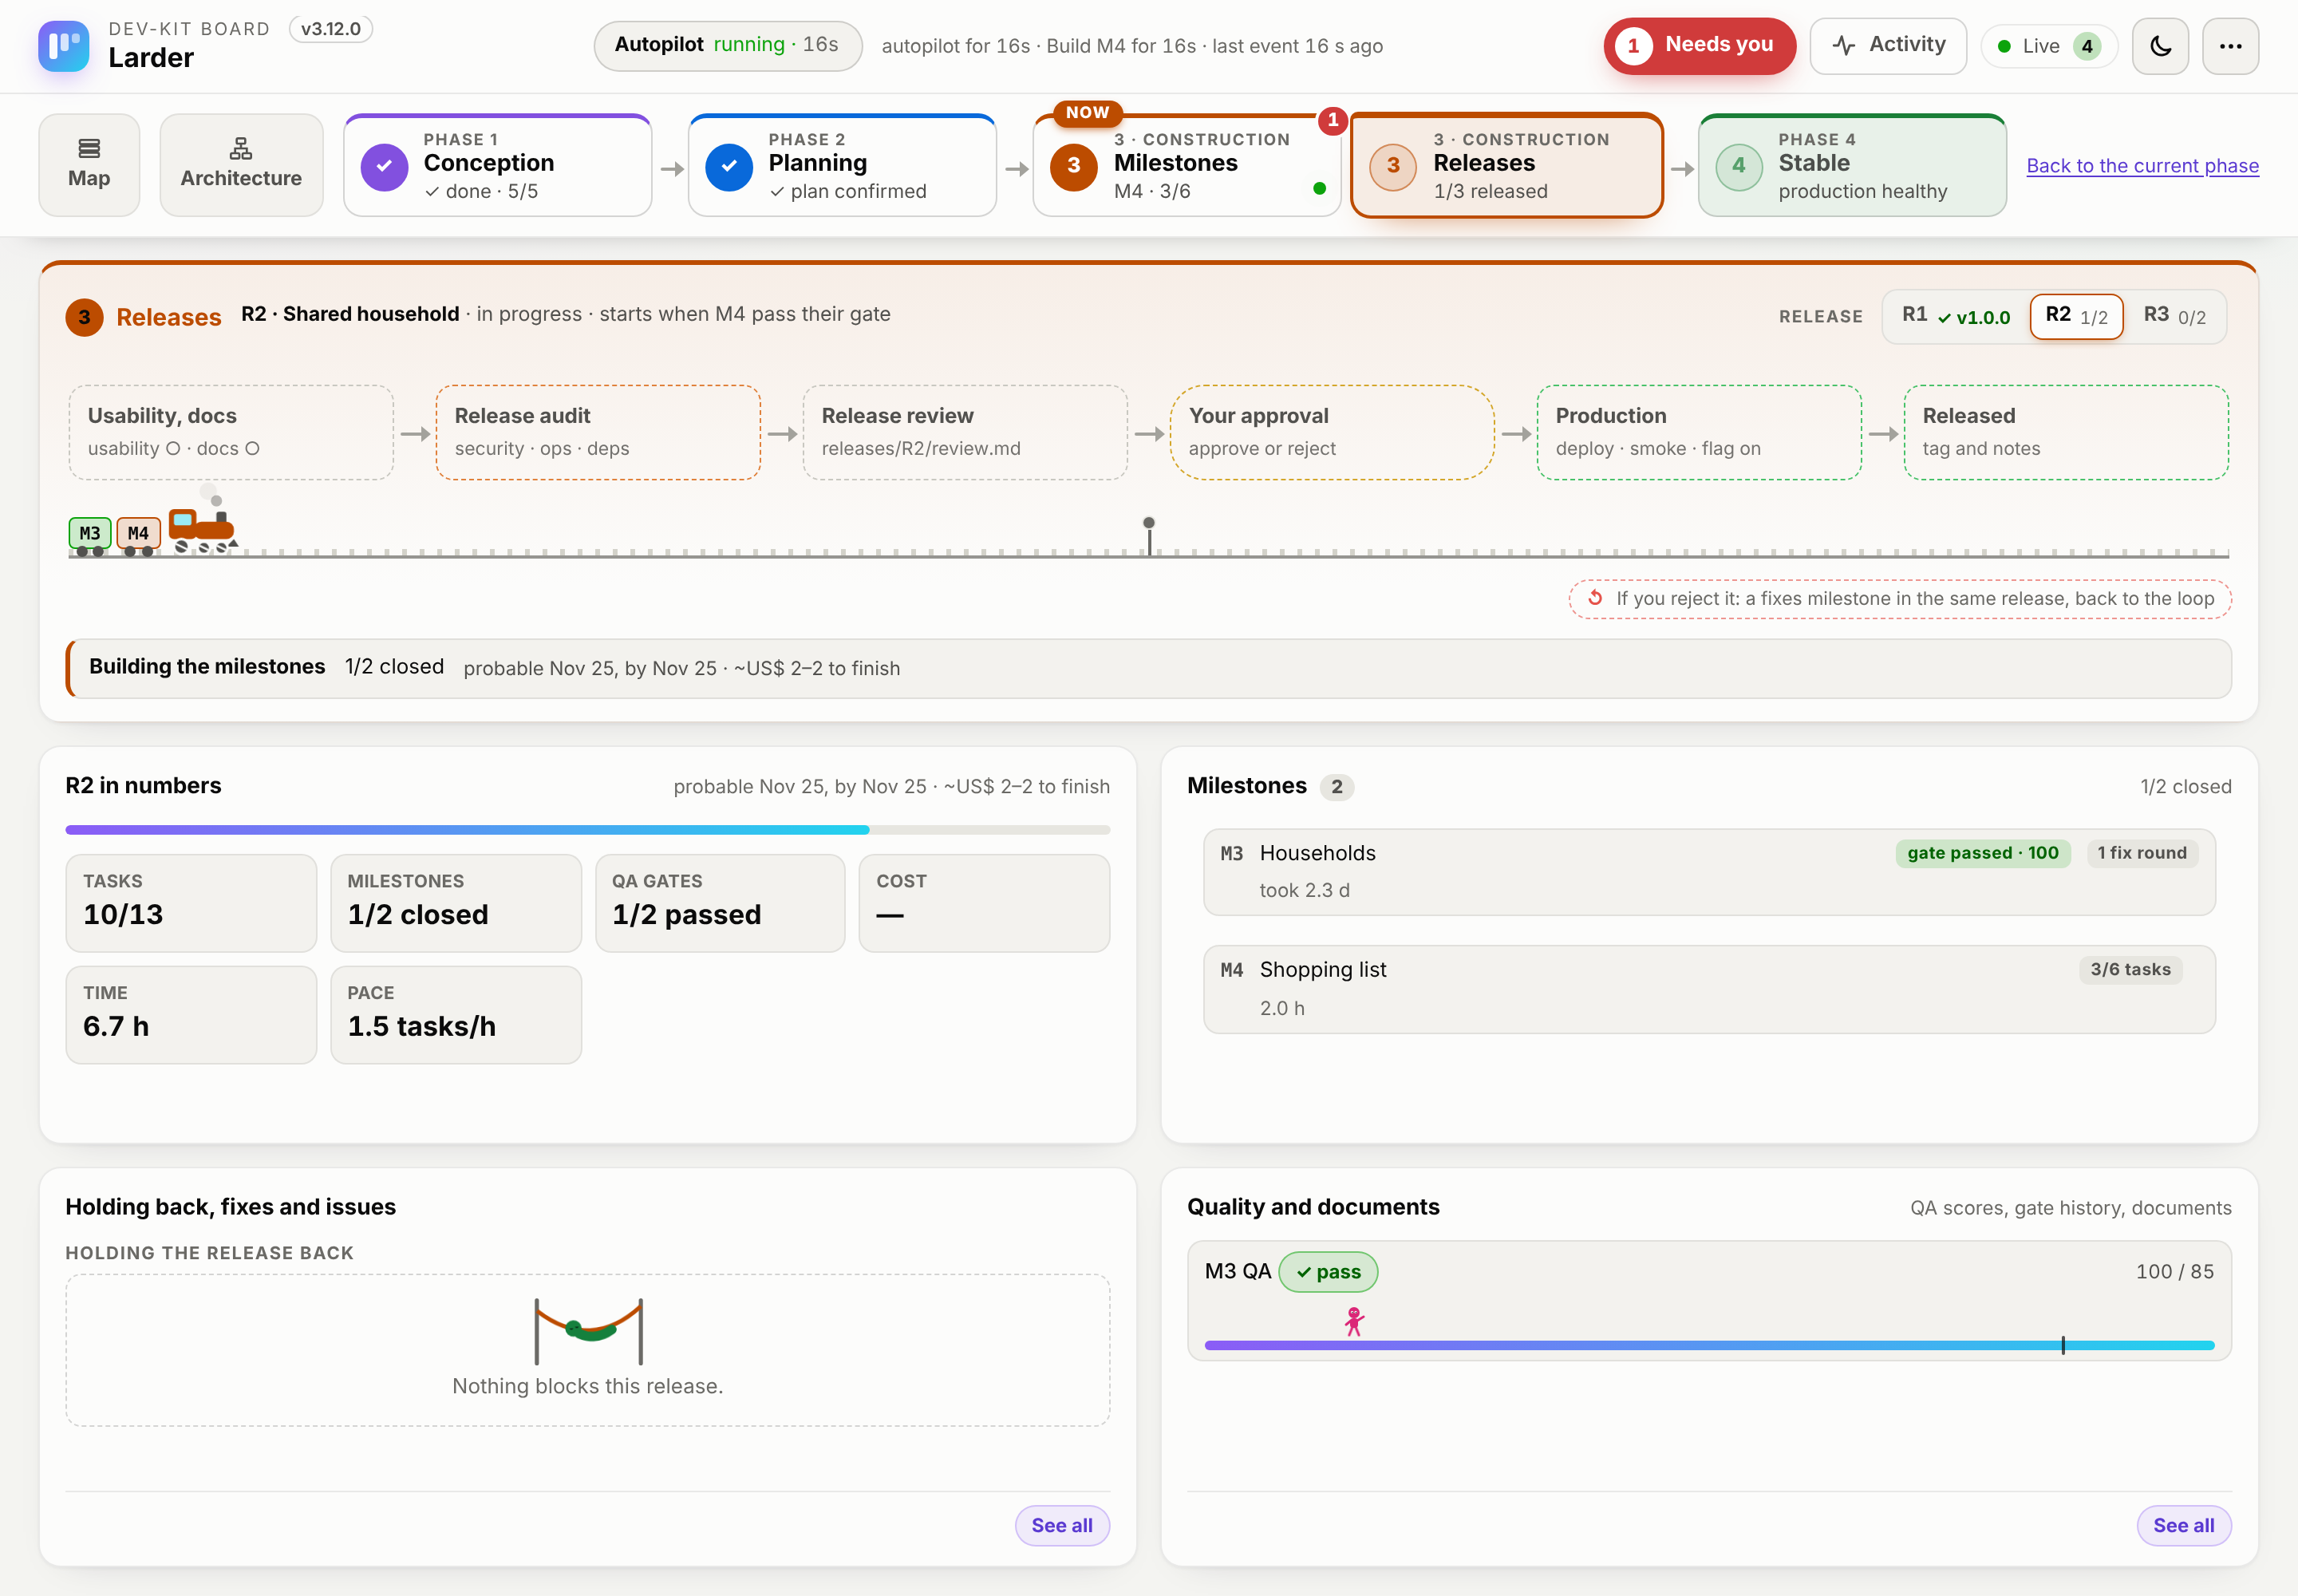 DEV-KIT BOARD v3.12.0
Larder
Autopilot running · 16s
autopilot for 16s · Build M4 for 16s · last event 16 s ago
1 Needs you
Activity
Live 4
Map
Architecture
PHASE 1
Conception
✓ done · 5/5
PHASE 2
Planning
✓ plan confirmed
NOW
1
3
3 · CONSTRUCTION
Milestones
M4 · 3/6
3
3 · CONSTRUCTION
Releases
1/3 released
4
PHASE 4
Stable
production healthy
Back to the current phase
3 Releases R2 · Shared household · in progress · starts when M4 pass their gate
RELEASE R1 ✓ v1.0.0 R2 1/2 R3 0/2
Usability, docs
usability ○ · docs ○
Release audit
security · ops · deps
Release review
releases/R2/review.md
Your approval
approve or reject
Production
deploy · smoke · flag on
Released
tag and notes
M3 M4
If you reject it: a fixes milestone in the same release, back to the loop
Building the milestones 1/2 closed probable Nov 25, by Nov 25 · ~US$ 2–2 to finish
R2 in numbers
probable Nov 25, by Nov 25 · ~US$ 2–2 to finish
TASKS
10/13
MILESTONES
1/2 closed
QA GATES
1/2 passed
COST
—
TIME
6.7 h
PACE
1.5 tasks/h
Milestones 2
1/2 closed
M3 Households
gate passed · 100 1 fix round
took 2.3 d
M4 Shopping list
3/6 tasks
2.0 h
Holding back, fixes and issues
HOLDING THE RELEASE BACK
Nothing blocks this release.
See all
Quality and documents
QA scores, gate history, documents
M3 QA ✓ pass
100 / 85
See all